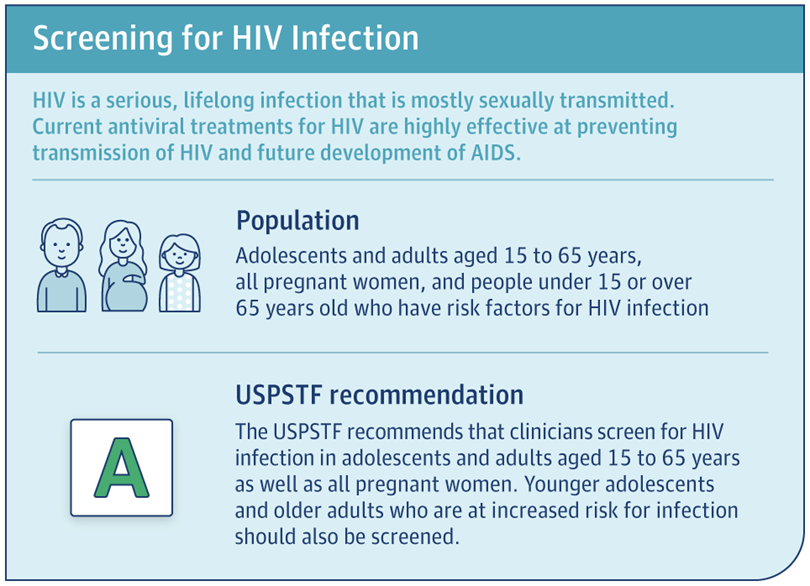 Screening for HIV Infection
HIV is a serious, lifelong infection that is mostly sexually transmitted.
Current antiviral treatments for HIV are highly effective at preventing
transmission of HIV and future development of AIDS.
Population
Adolescents and adults aged 15 to 65 years,
all pregnant women, and people under 15 or over
65 years old who have risk factors for HIV infection
USPSTF recommendation
A
The USPSTF recommends that clinicians screen for HIV
infection in adolescents and adults aged 15 to 65 years
as well as all pregnant women. Younger adolescents
and older adults who are at increased risk for infection
should also be screened.